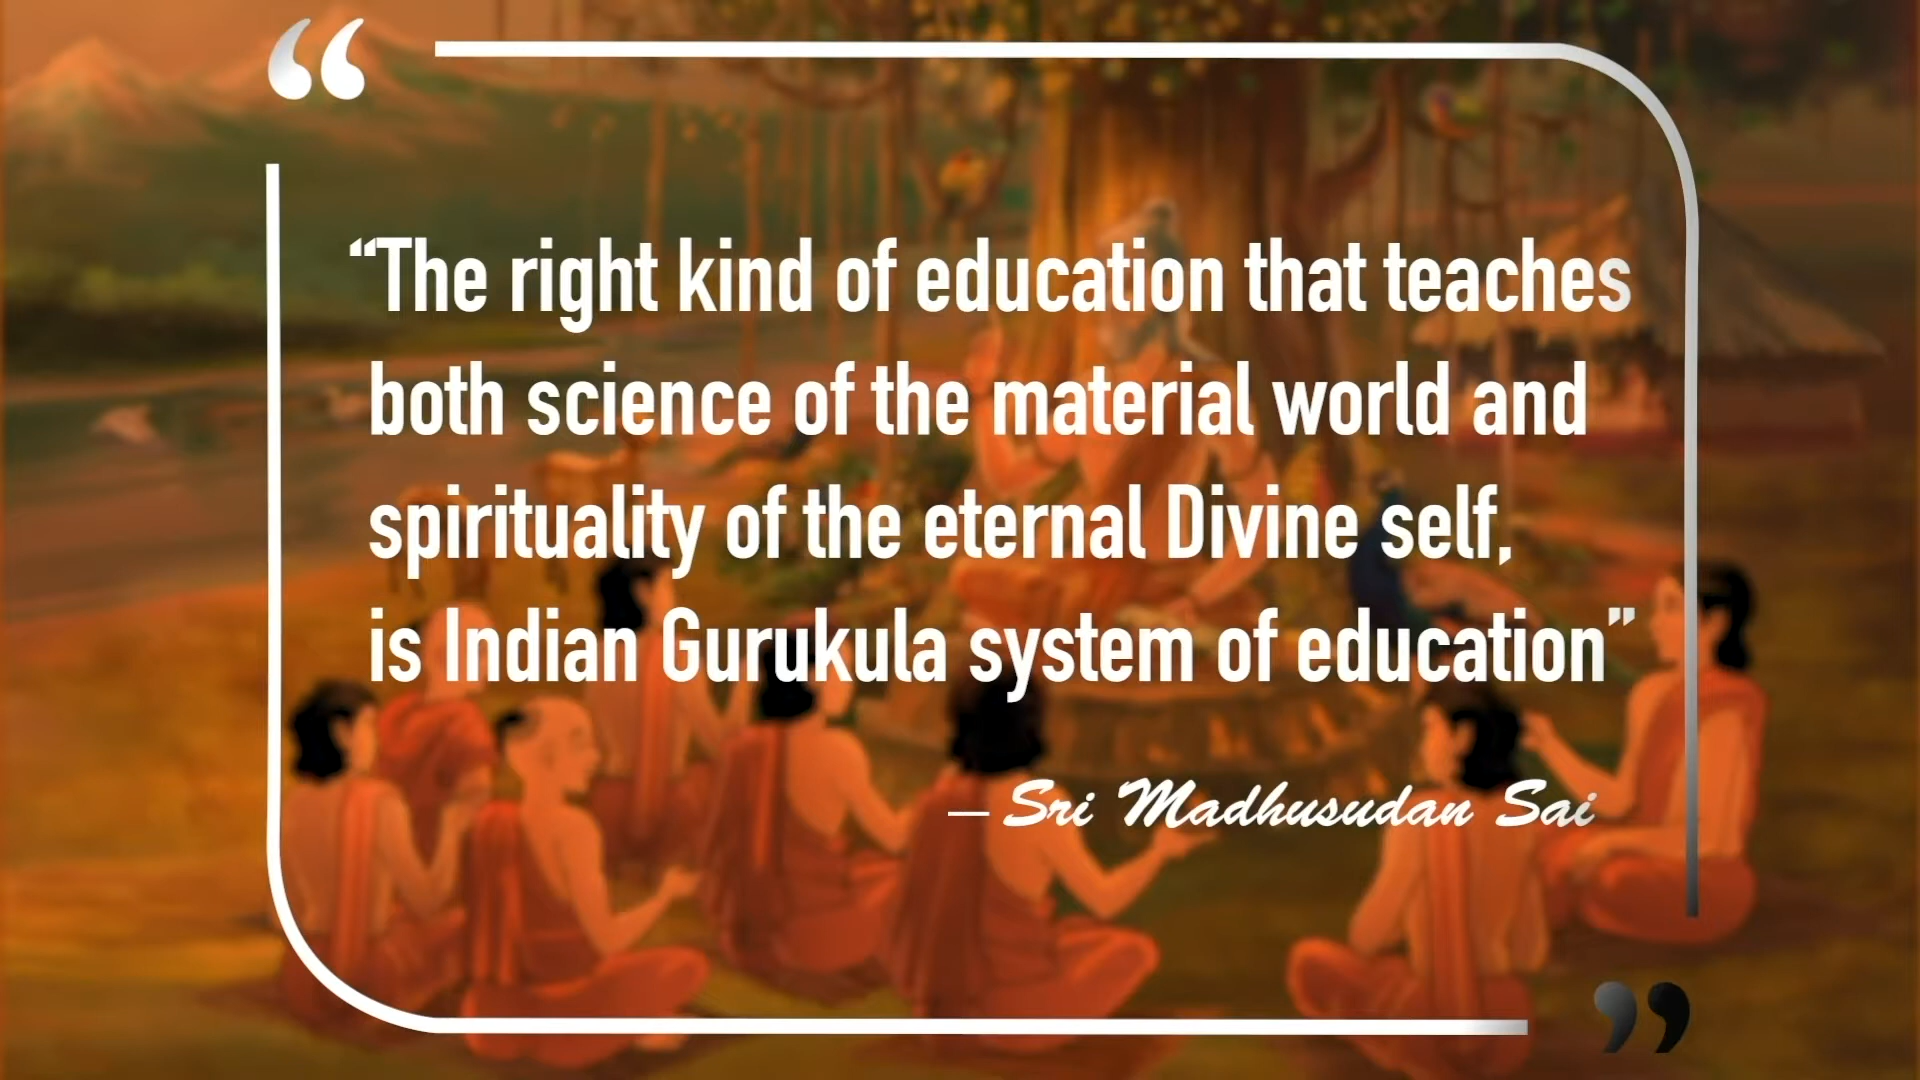 “The right kind of education that teaches
both science of the material world and
spirituality of the eternal Divine self,
is Indian Gurukula system of education”
– Sri Madhusudan Sai